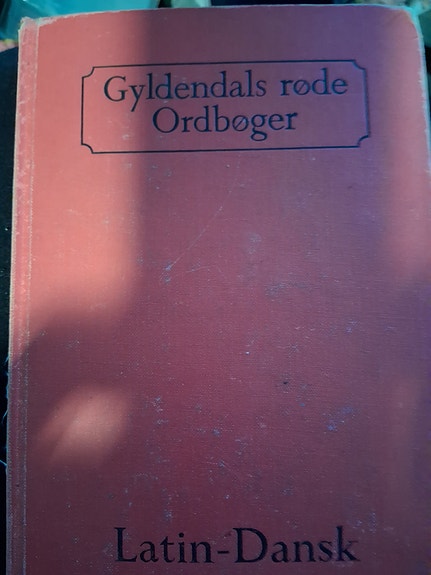 Gyldendals røde
Ordbøger
Latin-Dansk